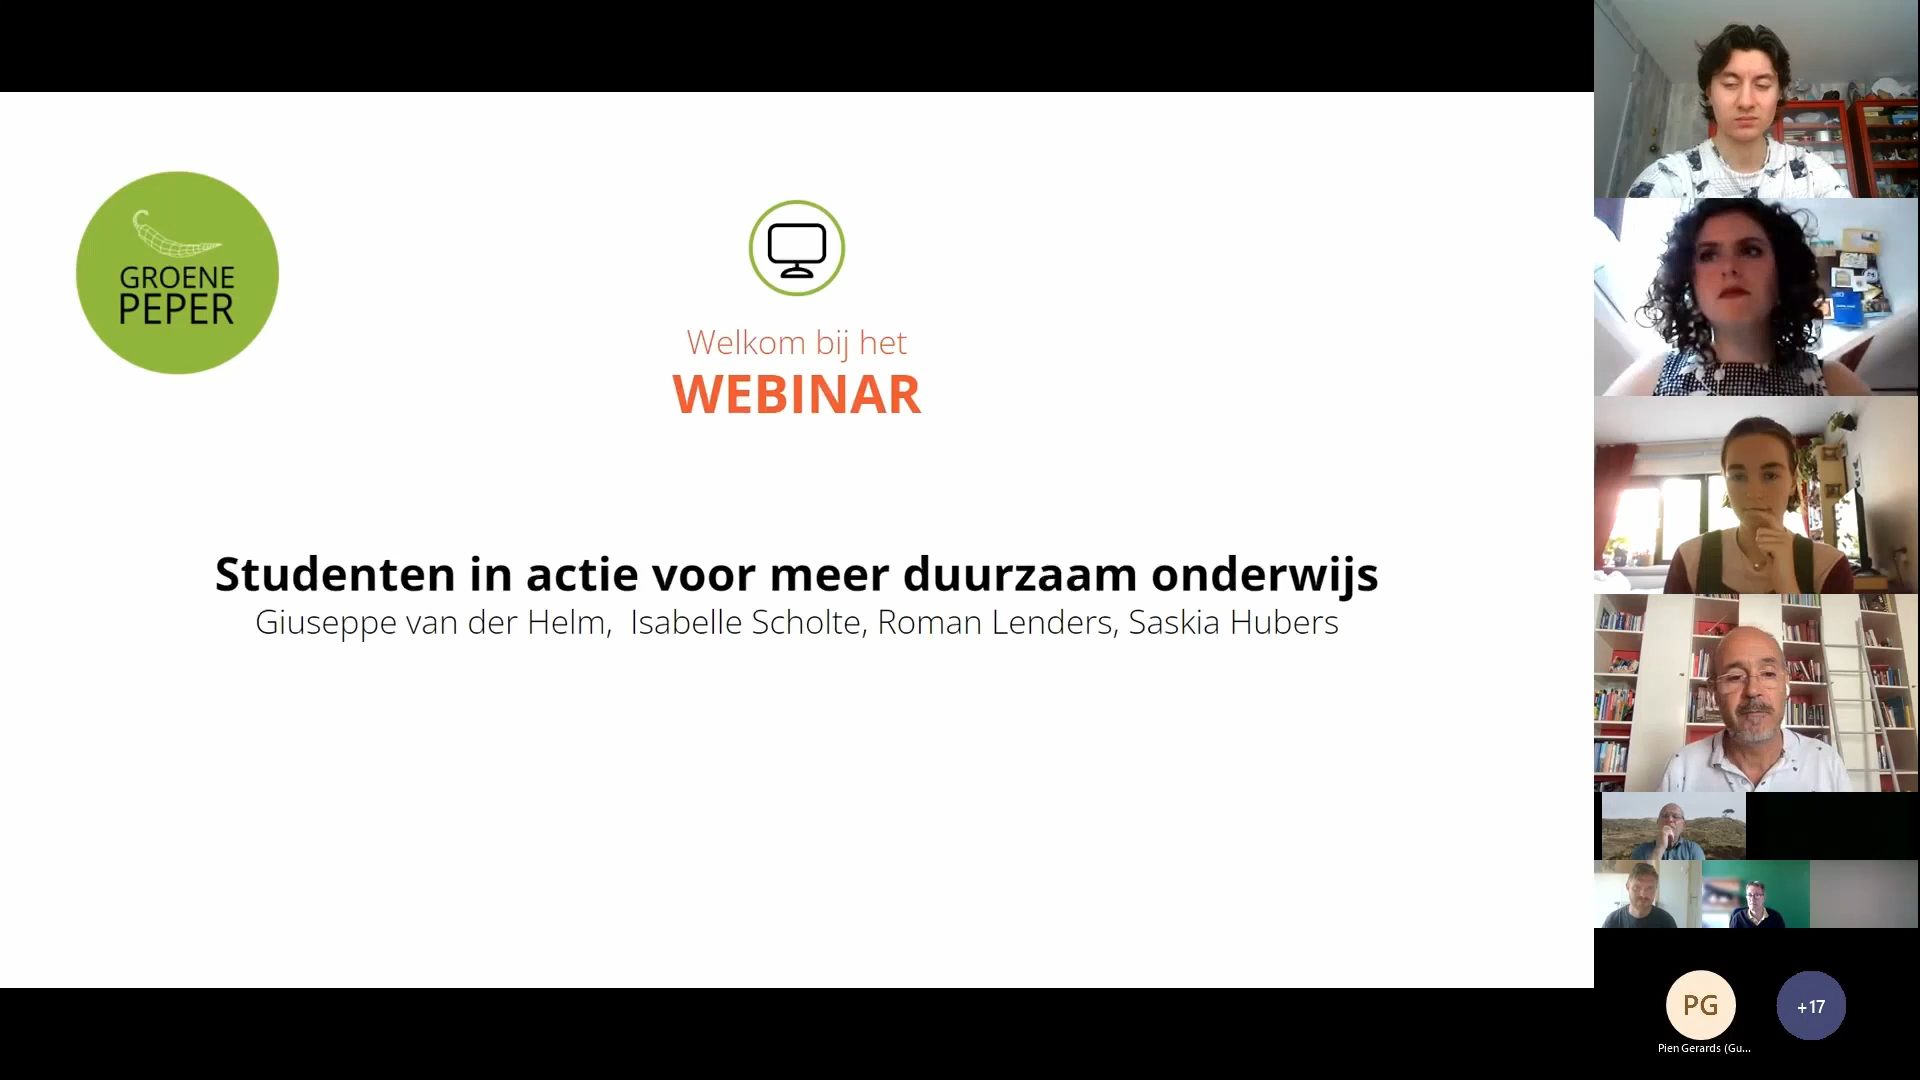 GROENE
PEPER
Welkom bij het
WEBINAR
Studenten in actie voor meer duurzaam onderwijs
Giuseppe van der Helm, Isabelle Scholte, Roman Lenders, Saskia Hubers
PG
+17
Pien Gerards (Gu...